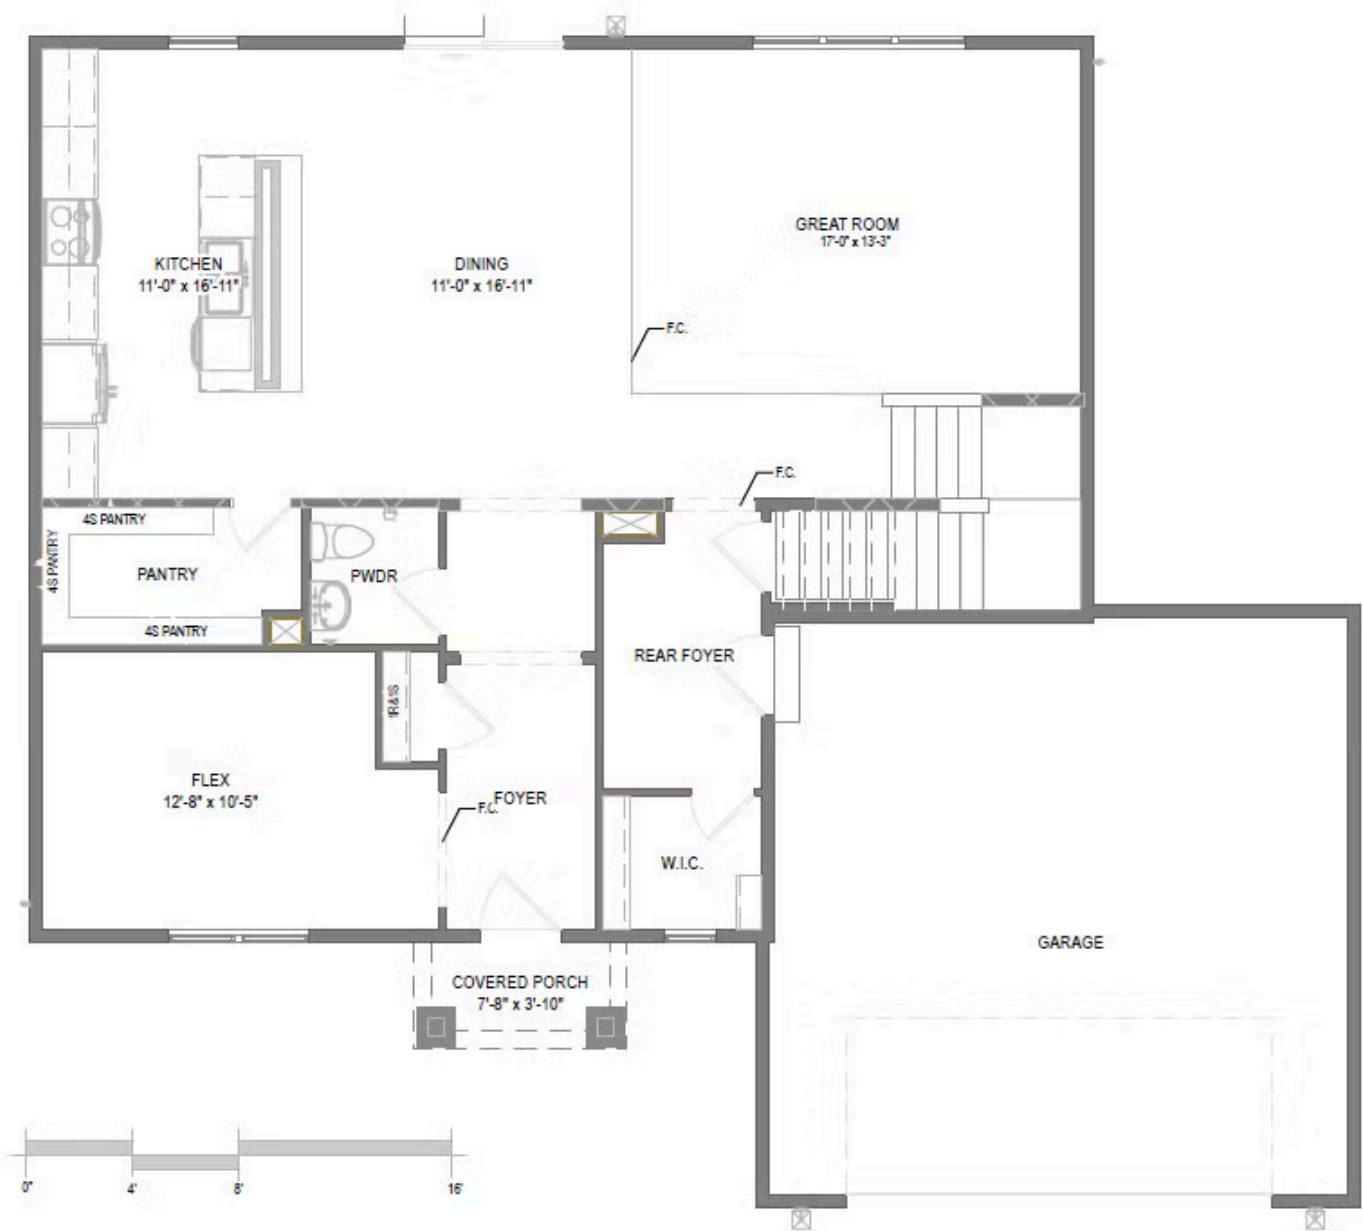 GREAT ROOM
17'-0" x 13'-3"
KITCHEN
11'-0" x 16'-11"
DINING
11'-0" x 16'-11"
F.C.
F.C.
4S PANTRY
4S PANTRY
PANTRY
4S PANTRY
PWDR
REAR FOYER
1R&1S
FLEX
12'-8" x 10'-5"
F.C.
FOYER
W.I.C.
GARAGE
COVERED PORCH
7'-8" x 3'-10"
0" 4' 8' 16'